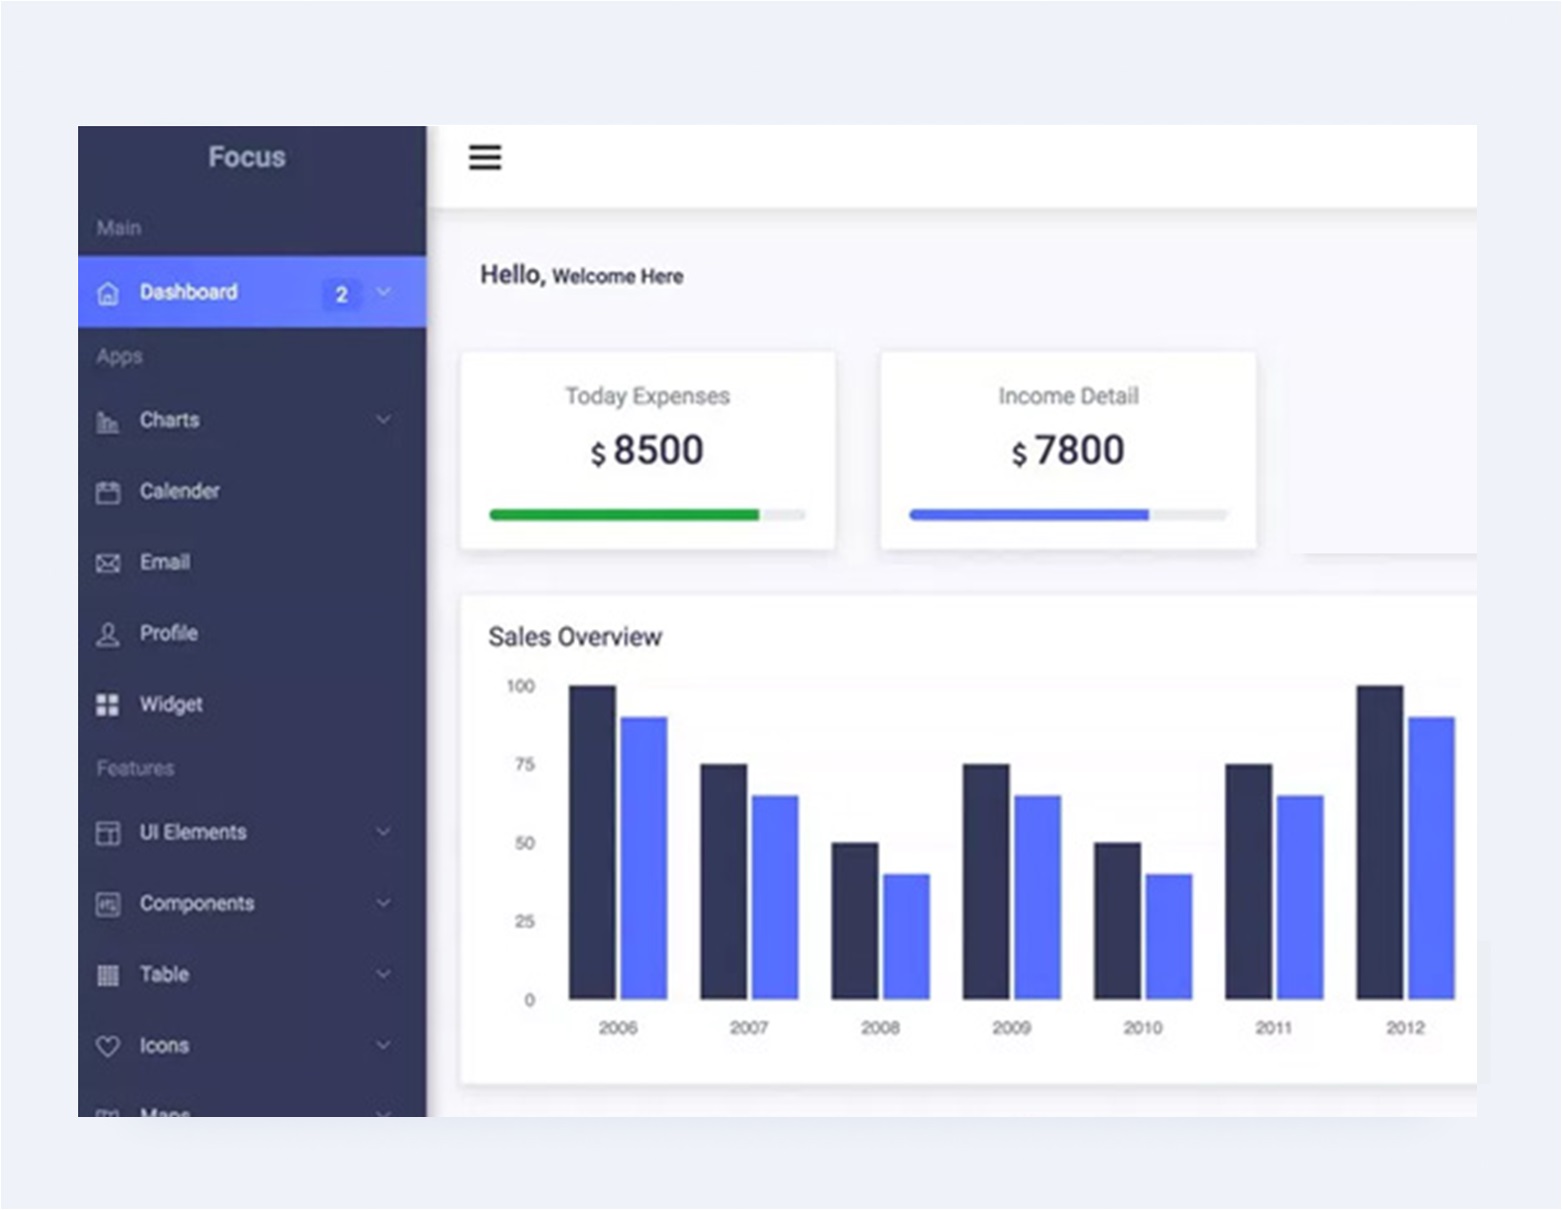 Focus
Main
Dashboard 2
Apps
Charts
Calender
Email
Profile
Widget
Features
UI Elements
Components
Table
Icons
Maps
Hello, Welcome Here
Today Expenses
$ 8500
Income Detail
$ 7800
Sales Overview
100
75
50
25
0
2006 2007 2008 2009 2010 2011 2012